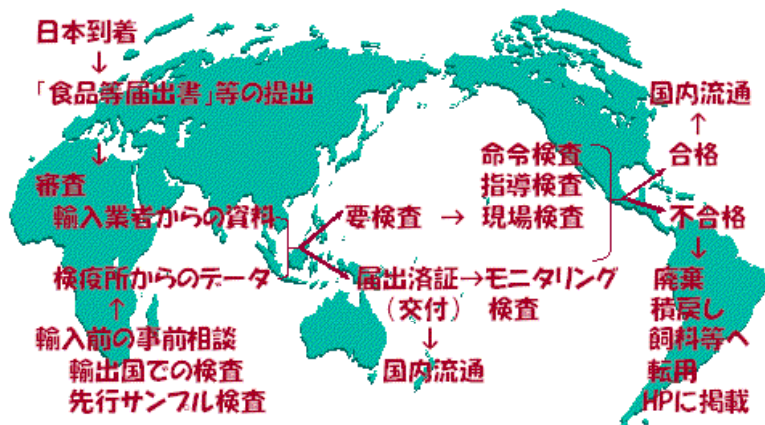 日本到着
↓
「食品等届出書」等の提出
↓
審査
輸入業者からの資料
検疫所からのデータ
↑
輸入前の事前相談
輸出国での検査
先行サンプル検査
要検査 →
命令検査
指導検査
現場検査
届出済証→モニタリング
（交付） 検査
↓
国内流通
国内流通
↑
合格
不合格
↓
廃棄
積戻し
飼料等へ
転用
HPに掲載